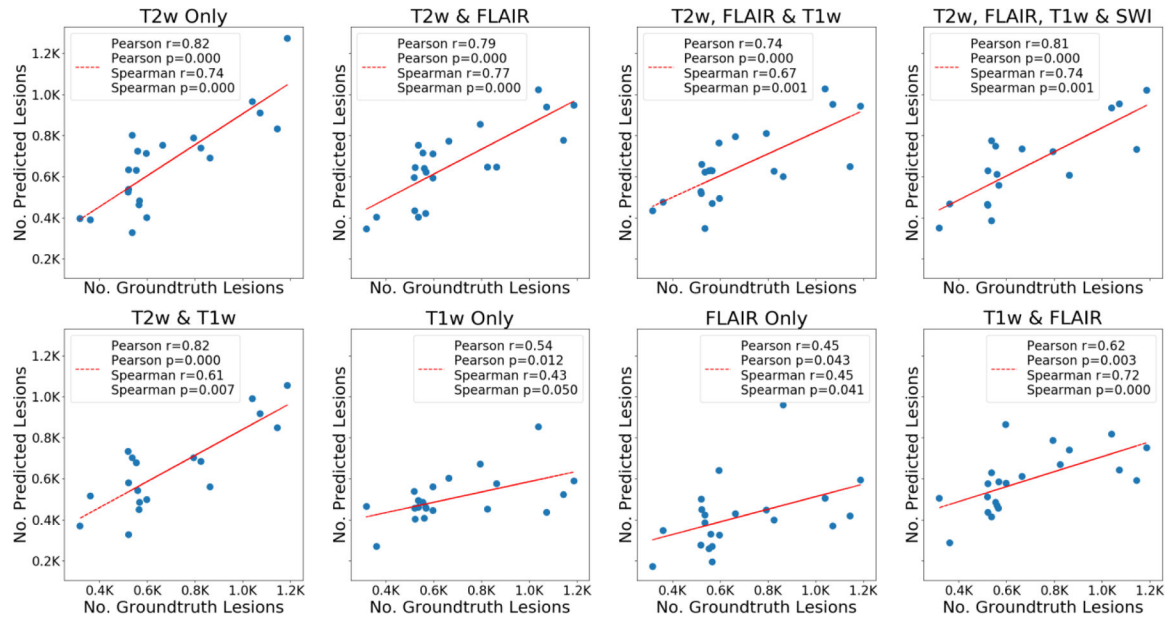 T2w Only
Pearson r=0.82
Pearson p=0.000
Spearman r=0.74
Spearman p=0.000
No. Predicted Lesions
1.2K
1.0K
0.8K
0.6K
0.4K
0.2K
0.4K 0.6K 0.8K 1.0K 1.2K
No. Groundtruth Lesions
T2w & FLAIR
Pearson r=0.79
Pearson p=0.000
Spearman r=0.77
Spearman p=0.000
No. Predicted Lesions
No. Groundtruth Lesions
T2w, FLAIR & T1w
Pearson r=0.74
Pearson p=0.000
Spearman r=0.67
Spearman p=0.001
No. Predicted Lesions
No. Groundtruth Lesions
T2w, FLAIR, T1w & SWI
Pearson r=0.81
Pearson p=0.000
Spearman r=0.74
Spearman p=0.001
No. Predicted Lesions
No. Groundtruth Lesions
T2w & T1w
Pearson r=0.82
Pearson p=0.000
Spearman r=0.61
Spearman p=0.007
No. Predicted Lesions
1.2K
1.0K
0.8K
0.6K
0.4K
0.2K
0.4K 0.6K 0.8K 1.0K 1.2K
No. Groundtruth Lesions
T1w Only
Pearson r=0.54
Pearson p=0.012
Spearman r=0.43
Spearman p=0.050
No. Predicted Lesions
0.4K 0.6K 0.8K 1.0K 1.2K
No. Groundtruth Lesions
FLAIR Only
Pearson r=0.45
Pearson p=0.043
Spearman r=0.45
Spearman p=0.041
No. Predicted Lesions
0.4K 0.6K 0.8K 1.0K 1.2K
No. Groundtruth Lesions
T1w & FLAIR
Pearson r=0.62
Pearson p=0.003
Spearman r=0.72
Spearman p=0.000
No. Predicted Lesions
0.4K 0.6K 0.8K 1.0K 1.2K
No. Groundtruth Lesions